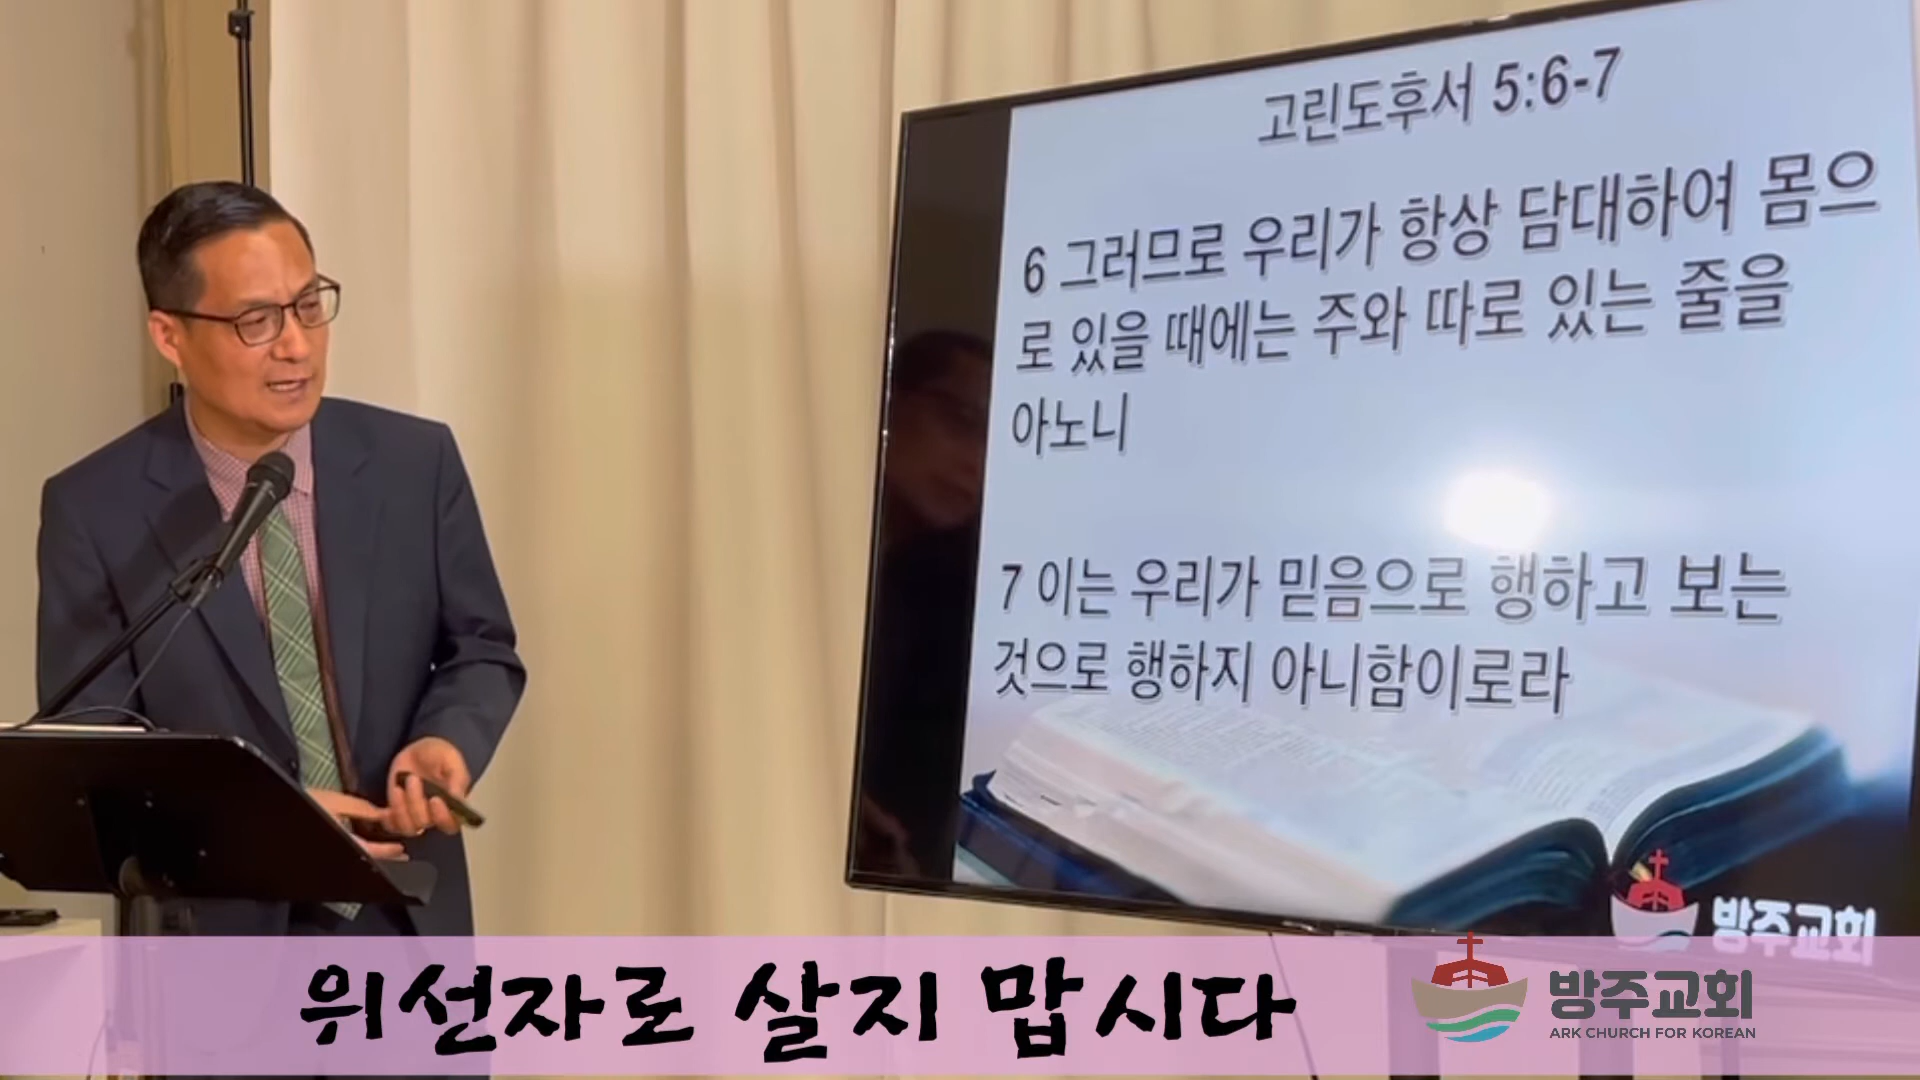 고린도후서 5:6-7
6 그러므로 우리가 항상 담대하여 몸으
로 있을 때에는 주와 따로 있는 줄을
아노니
7 이는 우리가 믿음으로 행하고 보는
것으로 행하지 아니함이로라
방주교회
위선자로 살지 맙시다
방주교회
ARK CHURCH FOR KOREAN